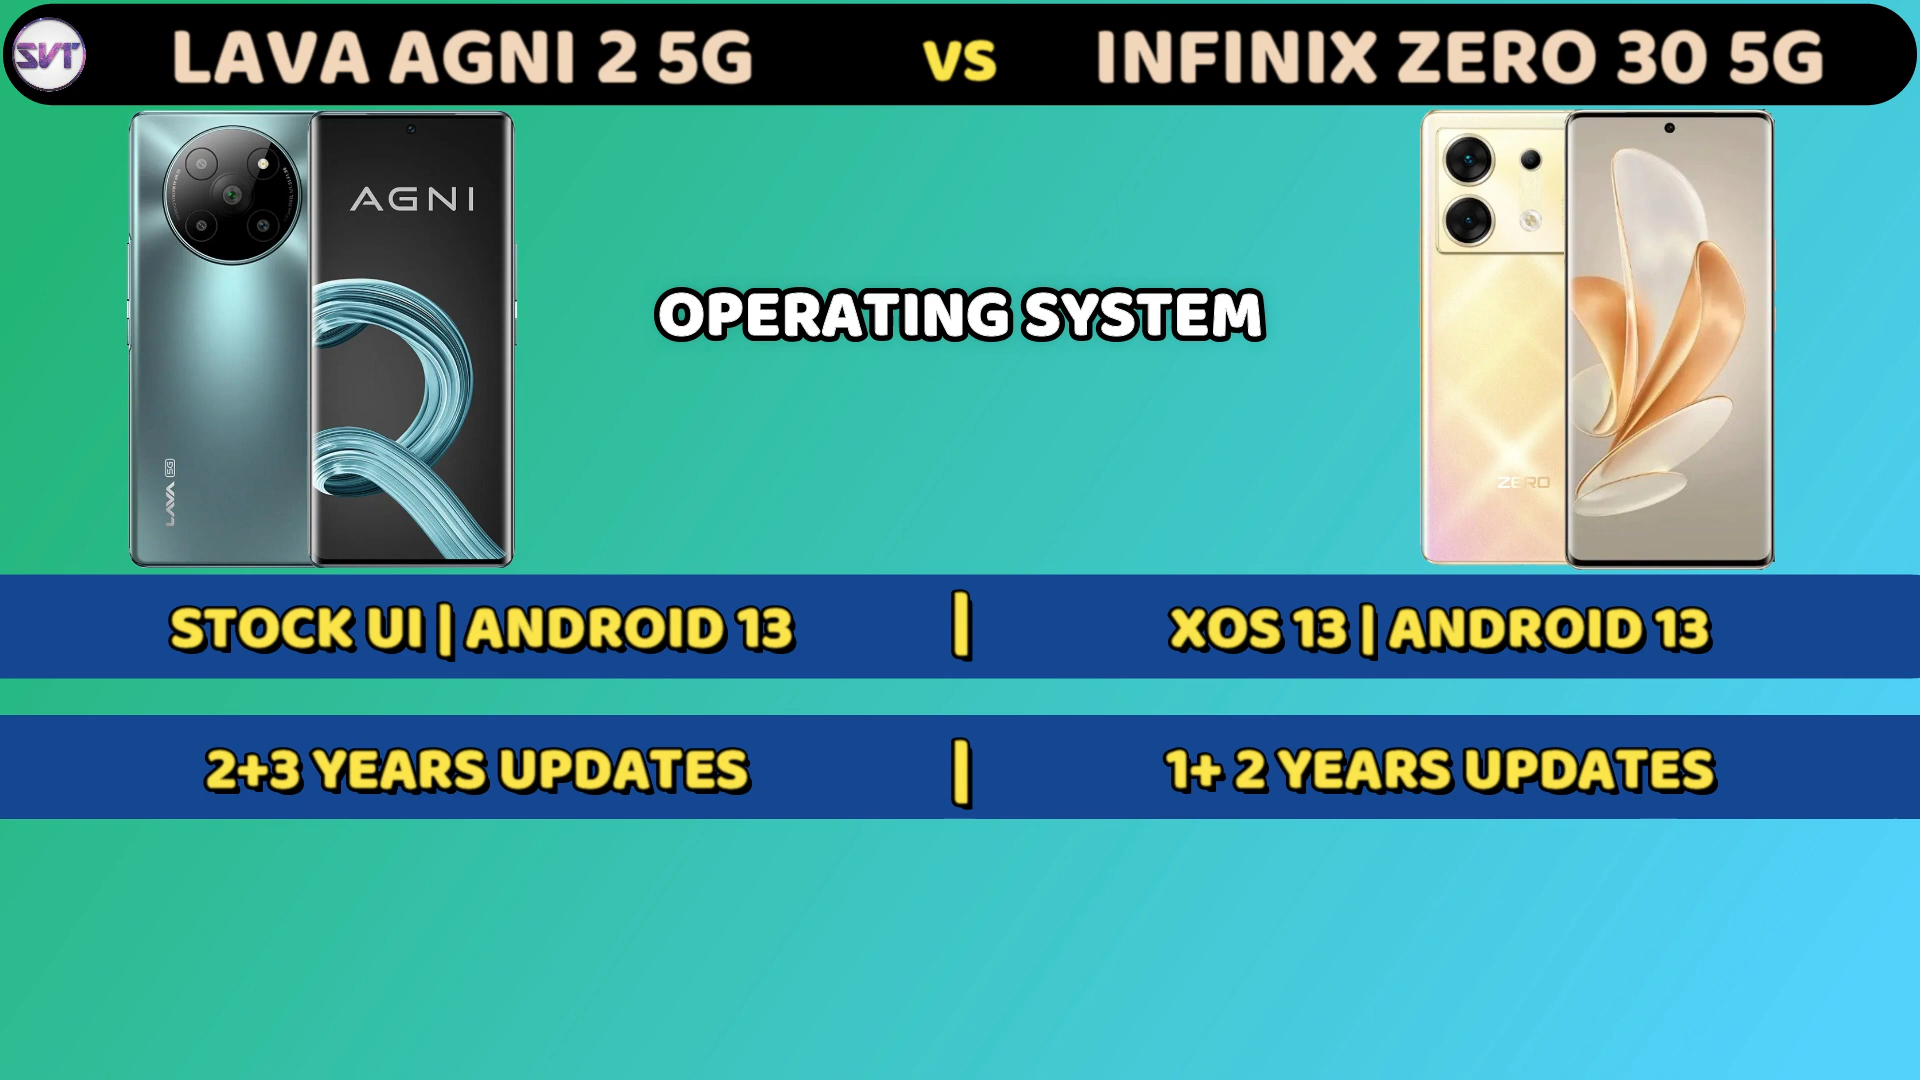 SVT
LAVA AGNI 2 5G VS INFINIX ZERO 30 5G
AGNI
OPERATING SYSTEM
LAVA 5G
ZERO
STOCK UI | ANDROID 13 | XOS 13 | ANDROID 13
2+3 YEARS UPDATES | 1+ 2 YEARS UPDATES